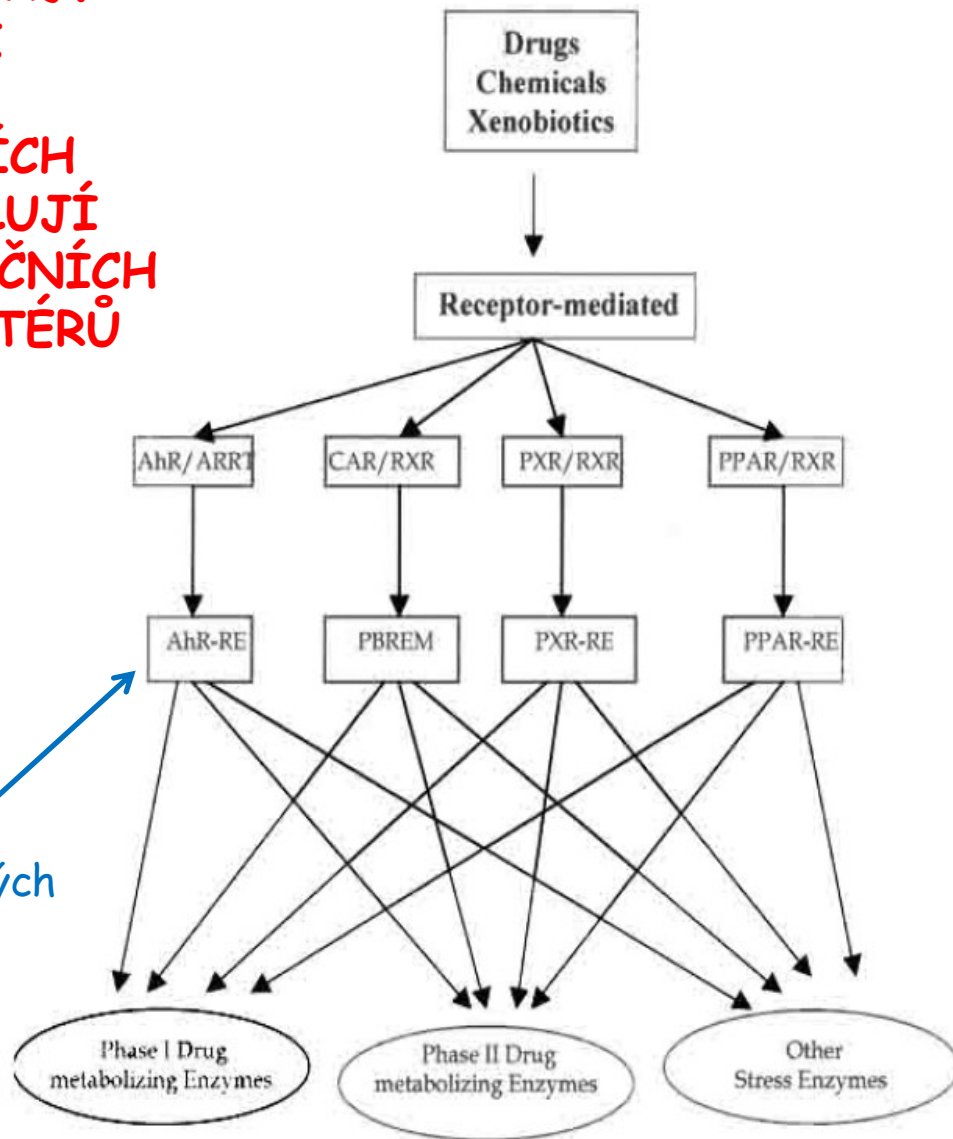 ÍCH
LUJÍ
ČNÍCH
TÉRŮ
Drugs
Chemicals
Xenobiotics
Receptor-mediated
AhR/ARRT
CAR/RXR
PXR/RXR
PPAR/RXR
AhR-RE
PBREM
PXR-RE
PPAR-RE
ých
Phase I Drug
metabolizing Enzymes
Phase II Drug
metabolizing Enzymes
Other
Stress Enzymes